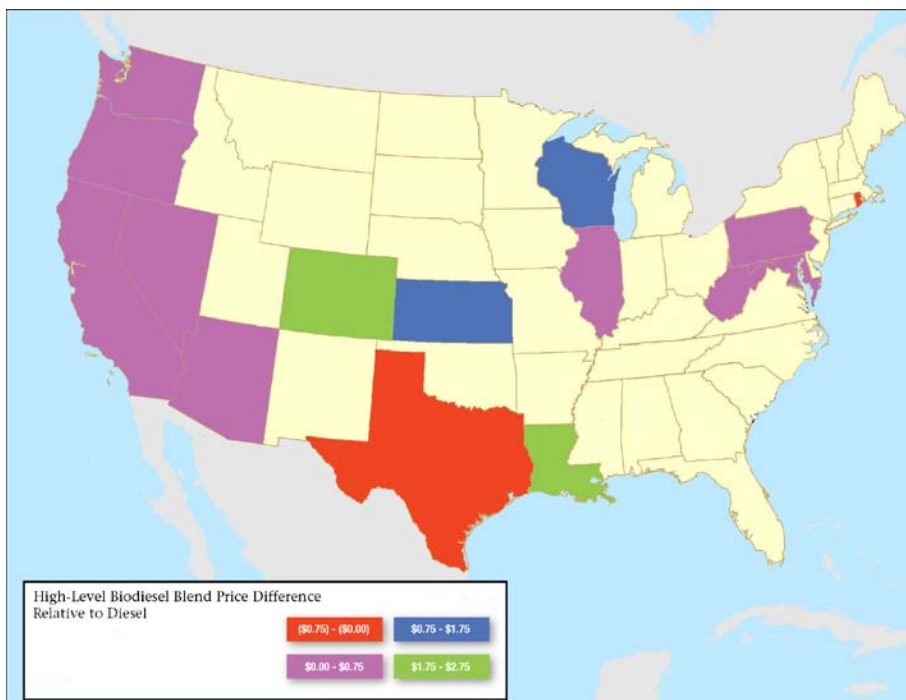 High-Level Biodiesel Blend Price Difference
Relative to Diesel
($0.75) - ($0.00)
$0.75 - $1.75
$0.00 - $0.75
$1.75 - $2.75